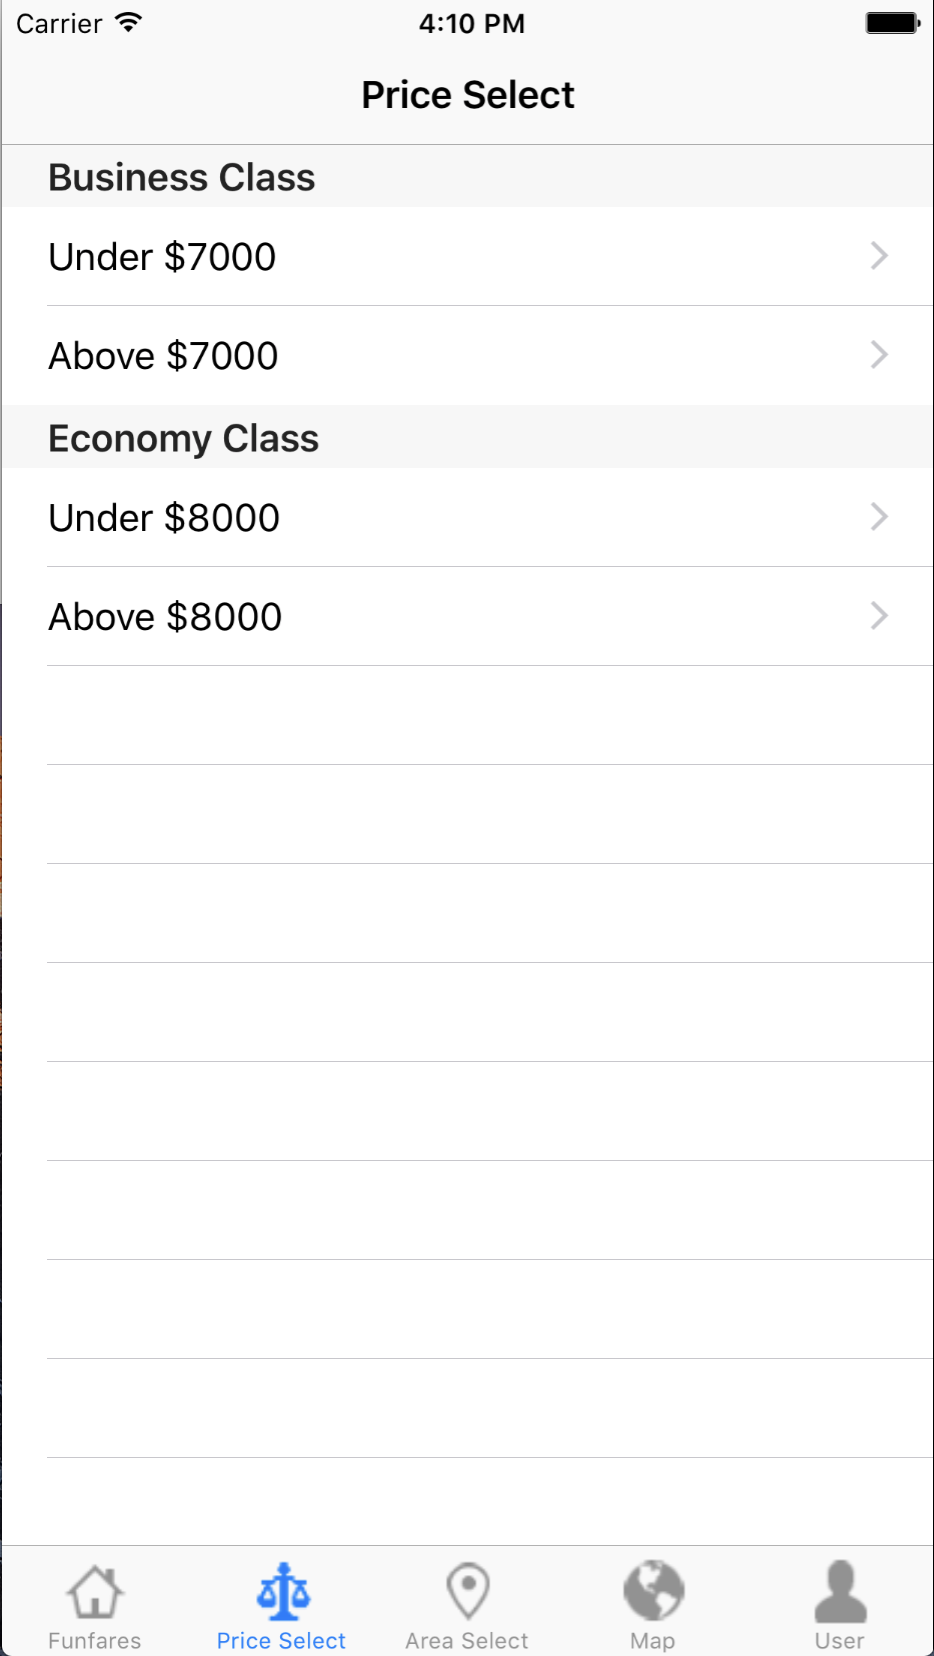 Carrier 4:10 PM
Price Select
Business Class
Under $7000
Above $7000
Economy Class
Under $8000
Above $8000
Funfares Price Select Area Select Map User